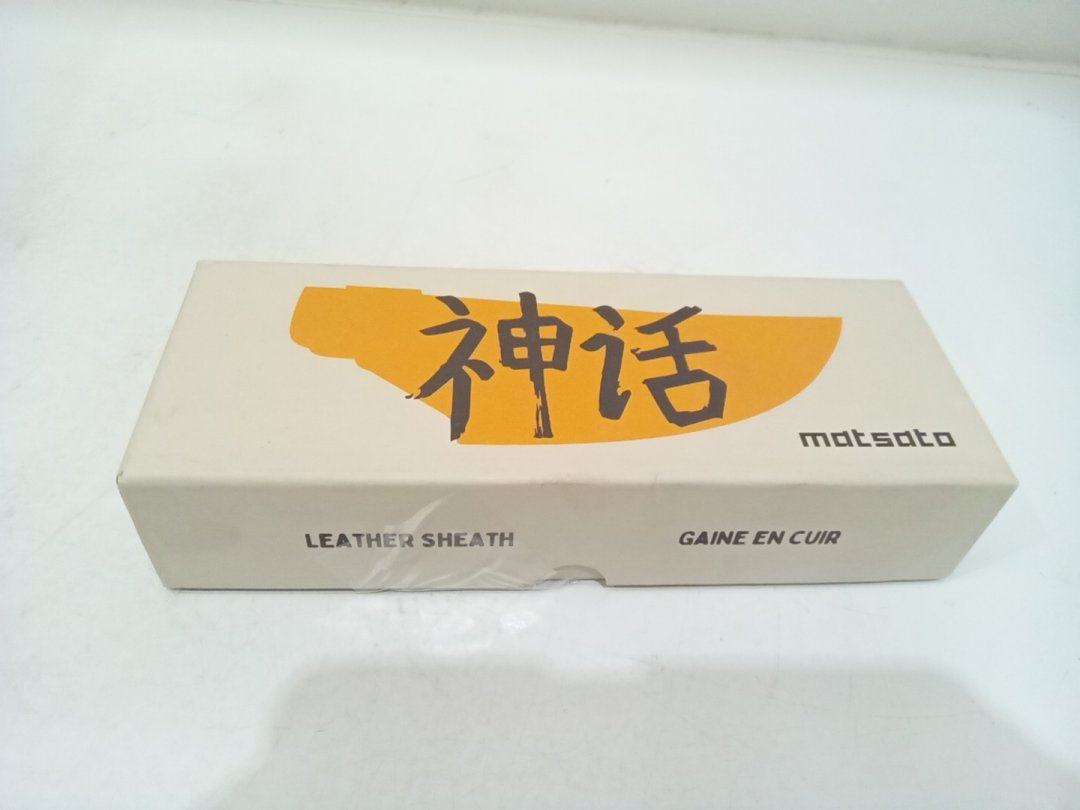 神话
matsato
LEATHER SHEATH
GAINE EN CUIR